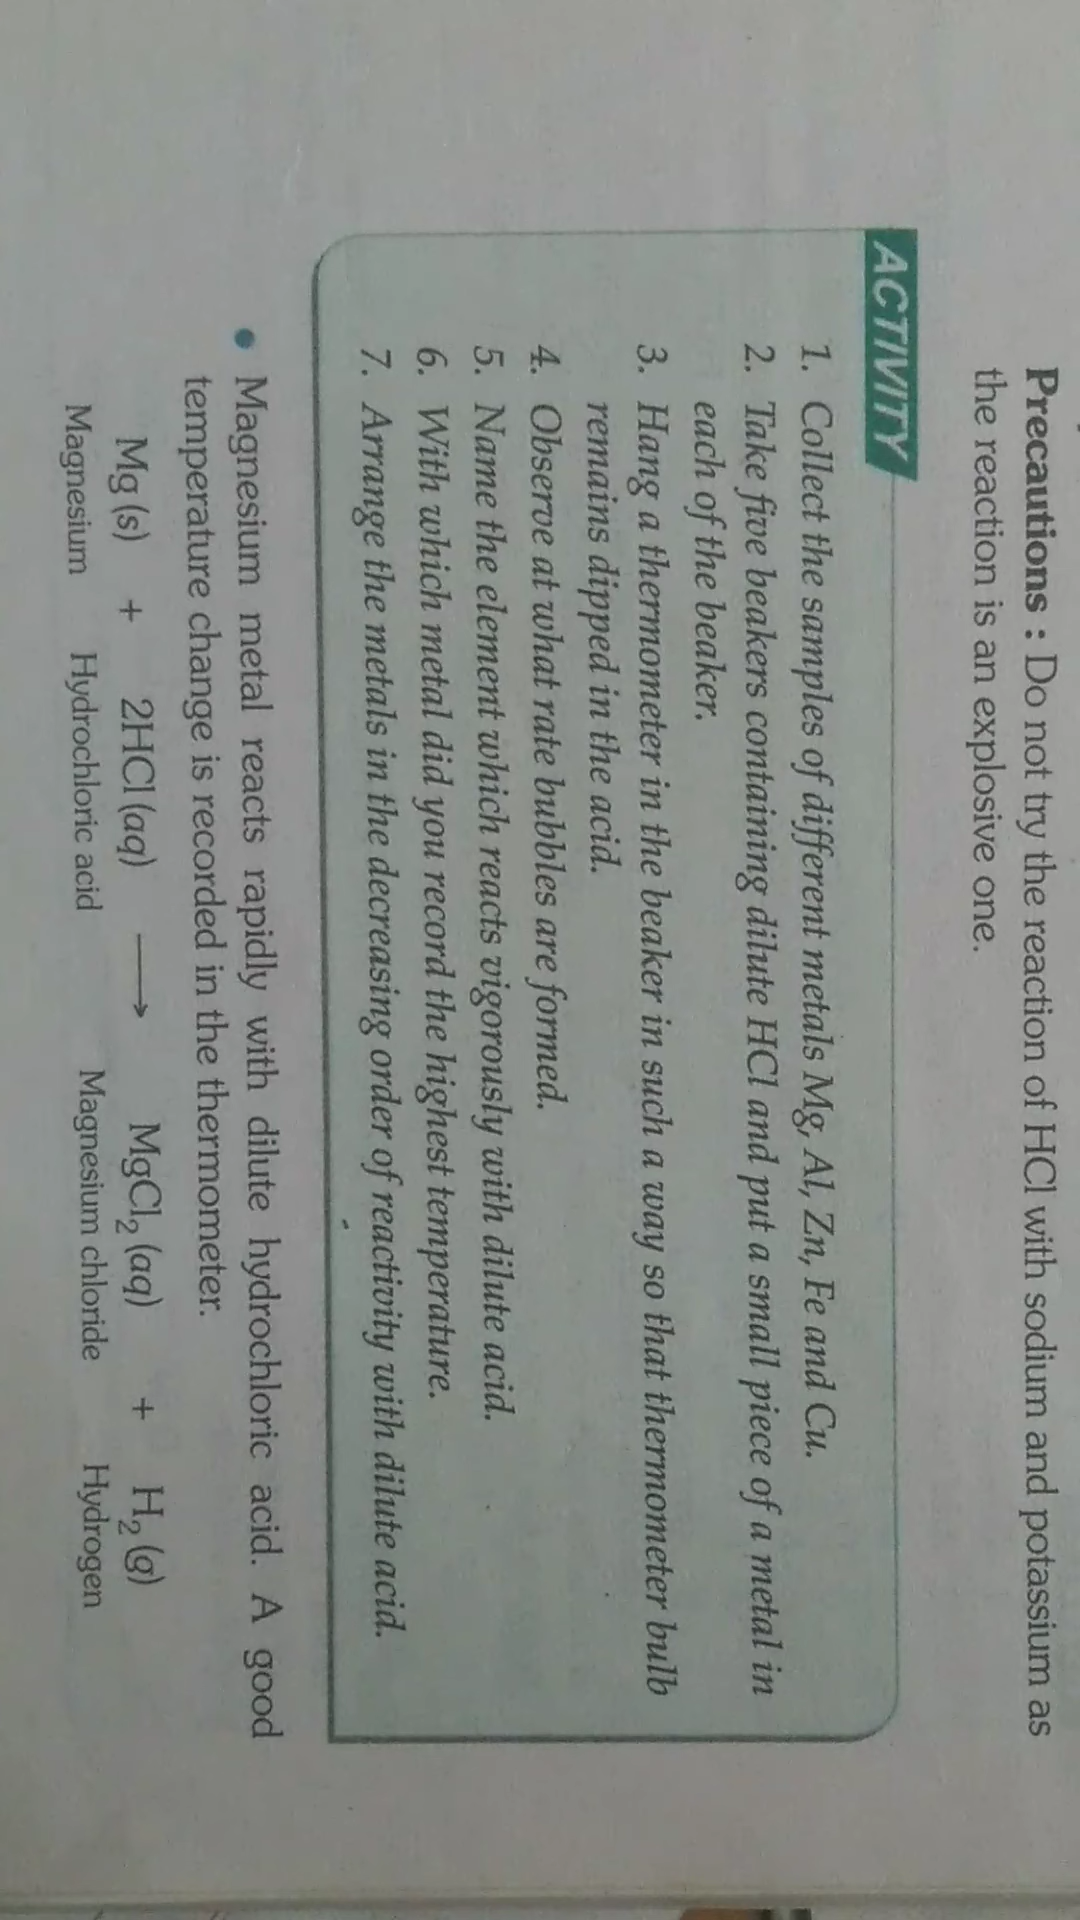 Precautions : Do not try the reaction of HCl with sodium and potassium as
the reaction is an explosive one.
ACTIVITY
1. Collect the samples of different metals Mg, Al, Zn, Fe and Cu.
2. Take five beakers containing dilute HCl and put a small piece of a metal in
each of the beaker.
3. Hang a thermometer in the beaker in such a way so that thermometer bulb
remains dipped in the acid.
4. Observe at what rate bubbles are formed.
5. Name the element which reacts vigorously with dilute acid.
6. With which metal did you record the highest temperature.
7. Arrange the metals in the decreasing order of reactivity with dilute acid.
• Magnesium metal reacts rapidly with dilute hydrochloric acid. A good
temperature change is recorded in the thermometer.
Mg (s) + 2HCl (aq) ⟶ MgCl₂ (aq) + H₂ (g)
Magnesium Hydrochloric acid Magnesium chloride Hydrogen